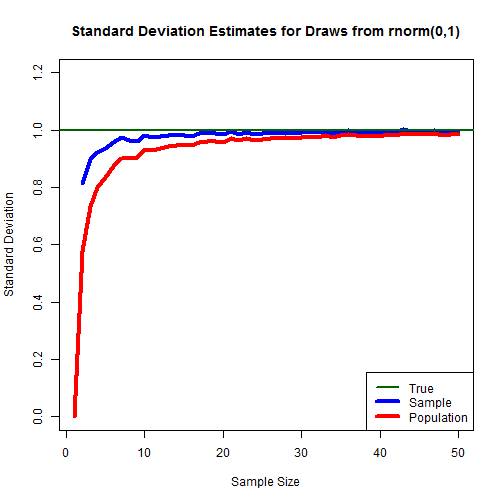 Standard Deviation Estimates for Draws from rnorm(0,1)
Standard Deviation
1.2
1.0
0.8
0.6
0.4
0.2
0.0
True
Sample
Population
0 10 20 30 40 50
Sample Size